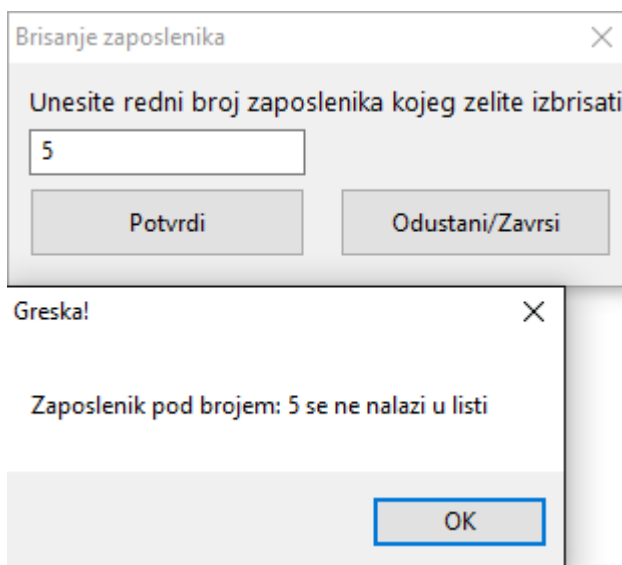 Brisanje zaposlenika
Unesite redni broj zaposlenika kojeg zelite izbrisati
5
Potvrdi
Odustani/Zavrsi
Greska!
Zaposlenik pod brojem: 5 se ne nalazi u listi
OK